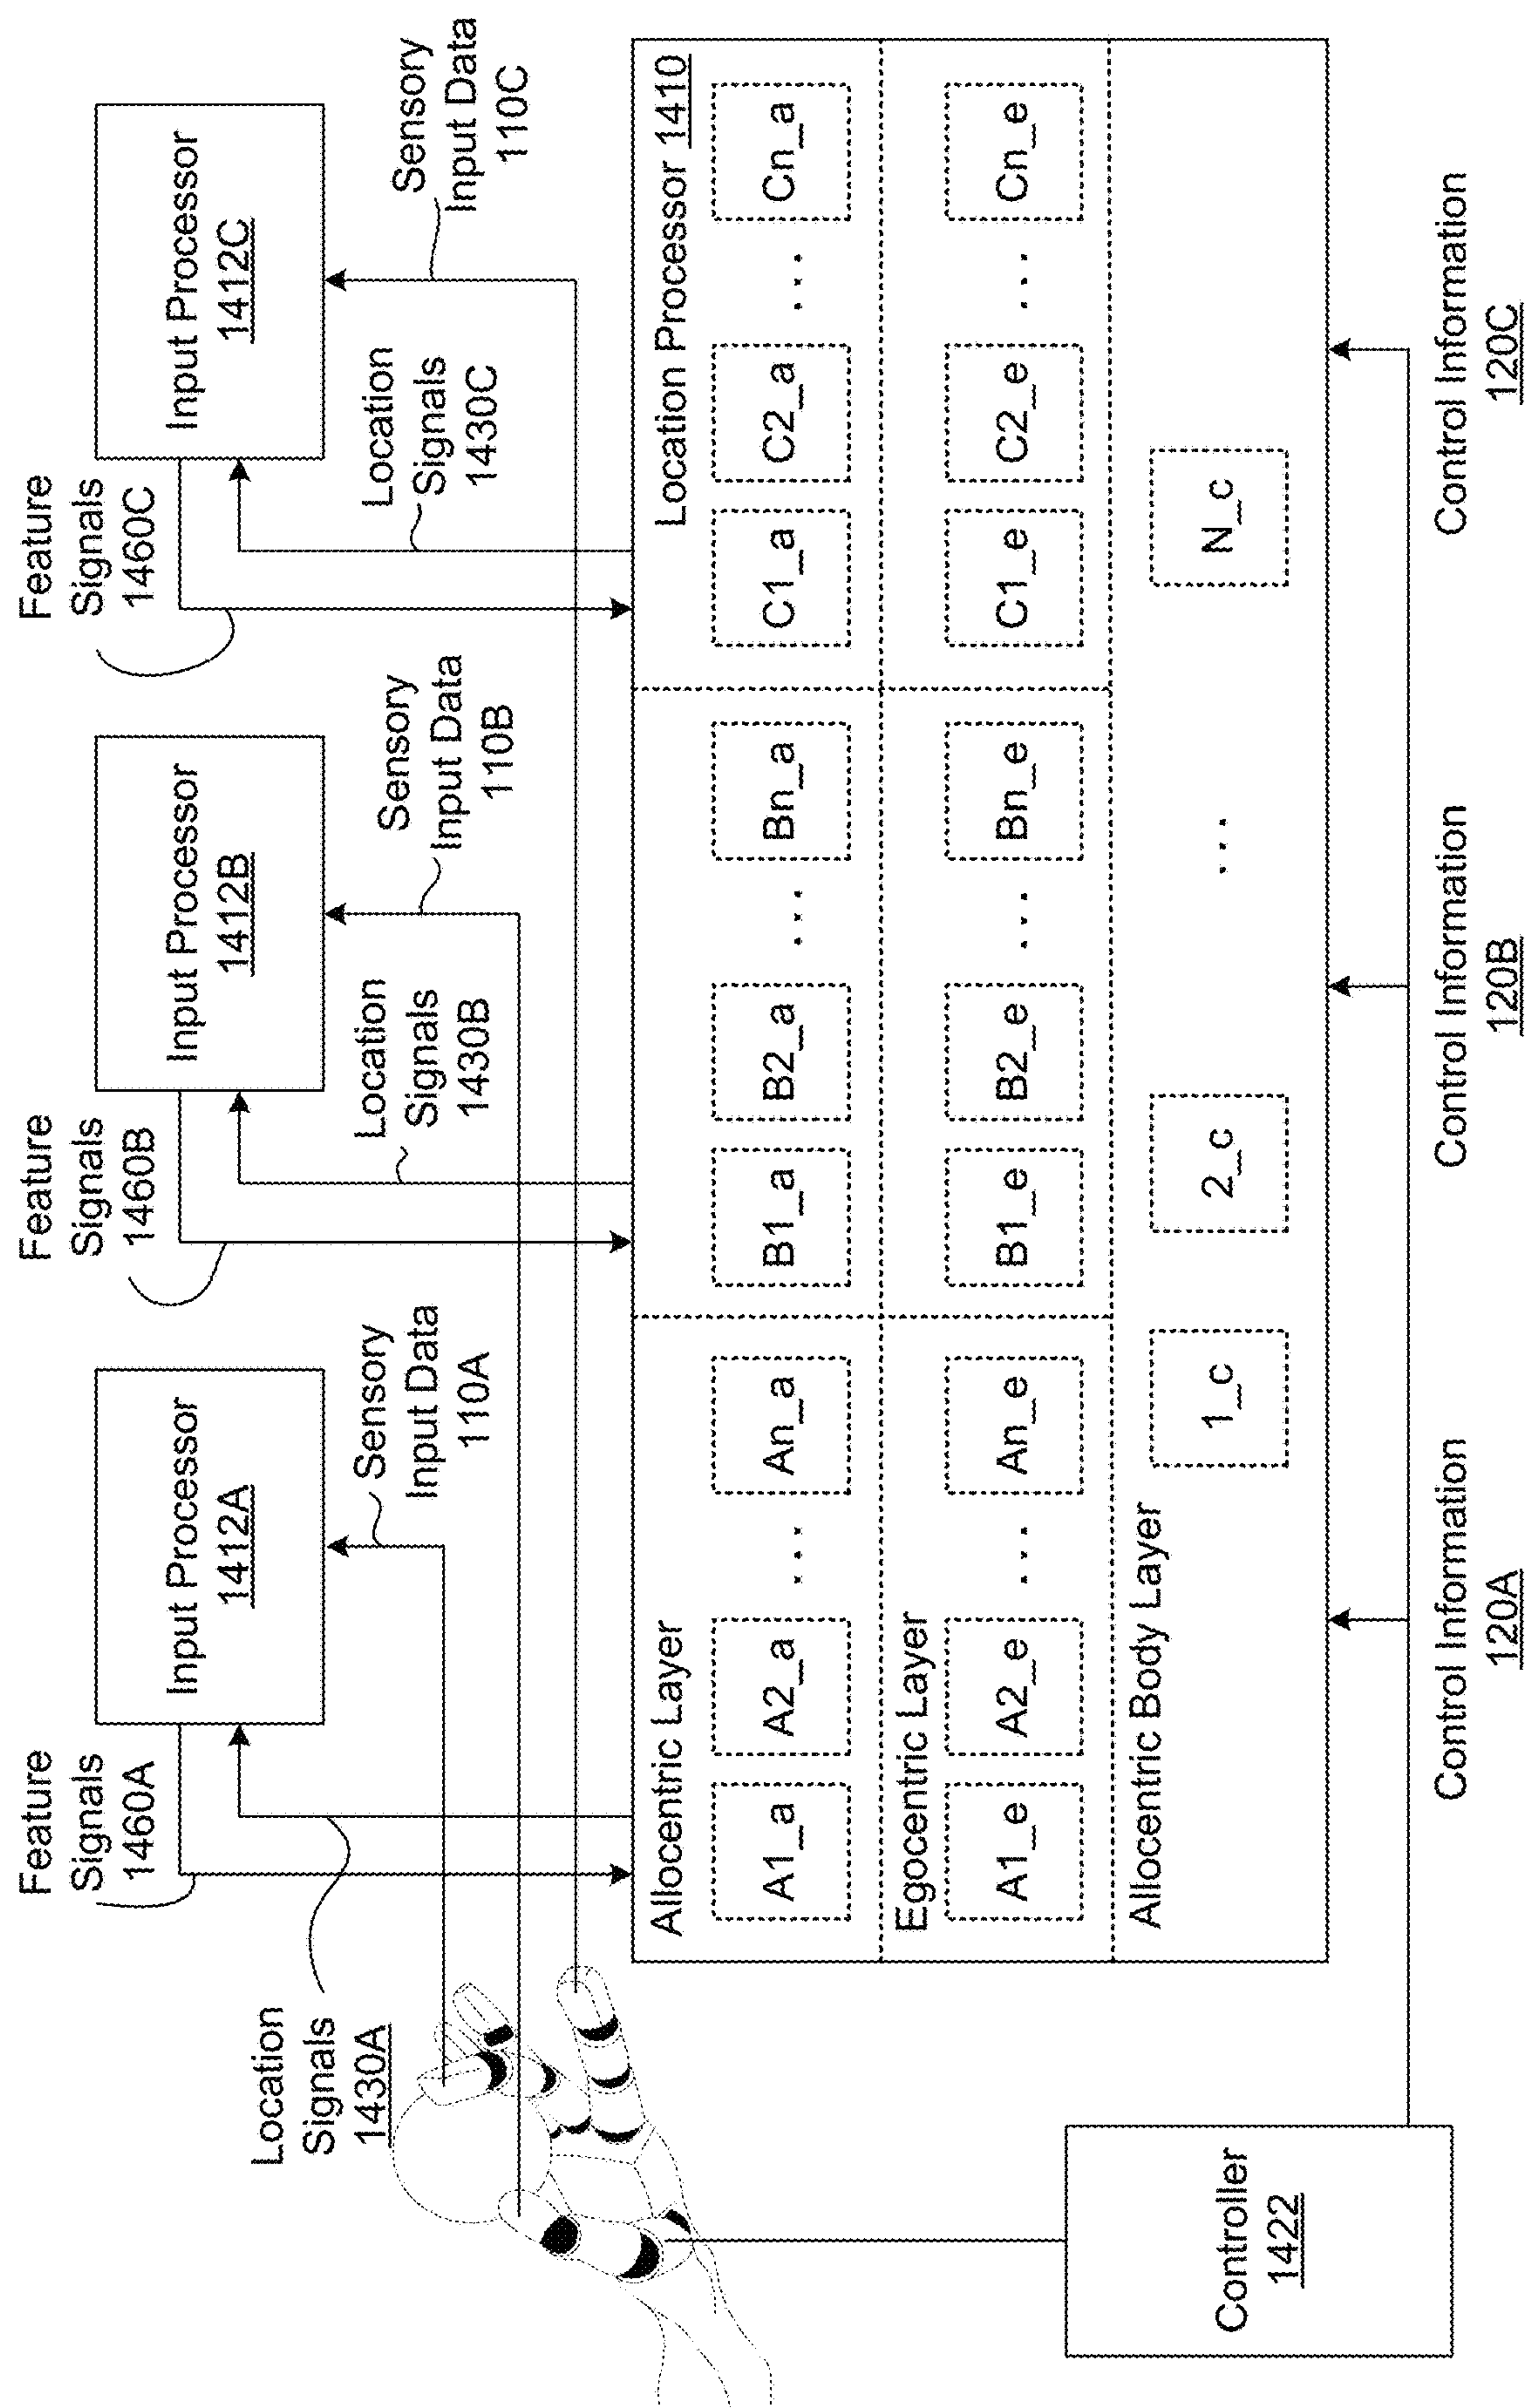 Feature
Signals
1460A
Input Processor
1412A
Location
Signals
1430A
Sensory
Input Data
110A
Feature
Signals
1460B
Input Processor
1412B
Location
Signals
1430B
Sensory
Input Data
110B
Feature
Signals
1460C
Input Processor
1412C
Location
Signals
1430C
Sensory
Input Data
110C
Allocentric Layer
Location Processor 1410
A1_a A2_a ... An_a B1_a B2_a ... Bn_a C1_a C2_a ... Cn_a
Egocentric Layer
A1_e A2_e ... An_e B1_e B2_e ... Bn_e C1_e C2_e ... Cn_e
Allocentric Body Layer
1_c 2_c ... N_c
Controller
1422
Control Information
120A
Control Information
120B
Control Information
120C